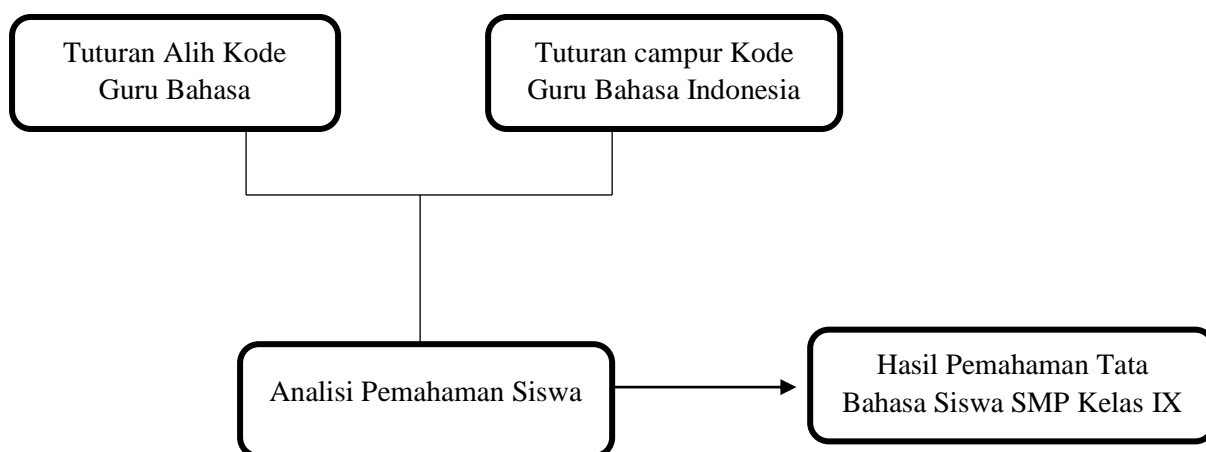 Tuturan Alih Kode
Guru Bahasa
Tuturan campur Kode
Guru Bahasa Indonesia
Analisi Pemahaman Siswa
Hasil Pemahaman Tata
Bahasa Siswa SMP Kelas IX